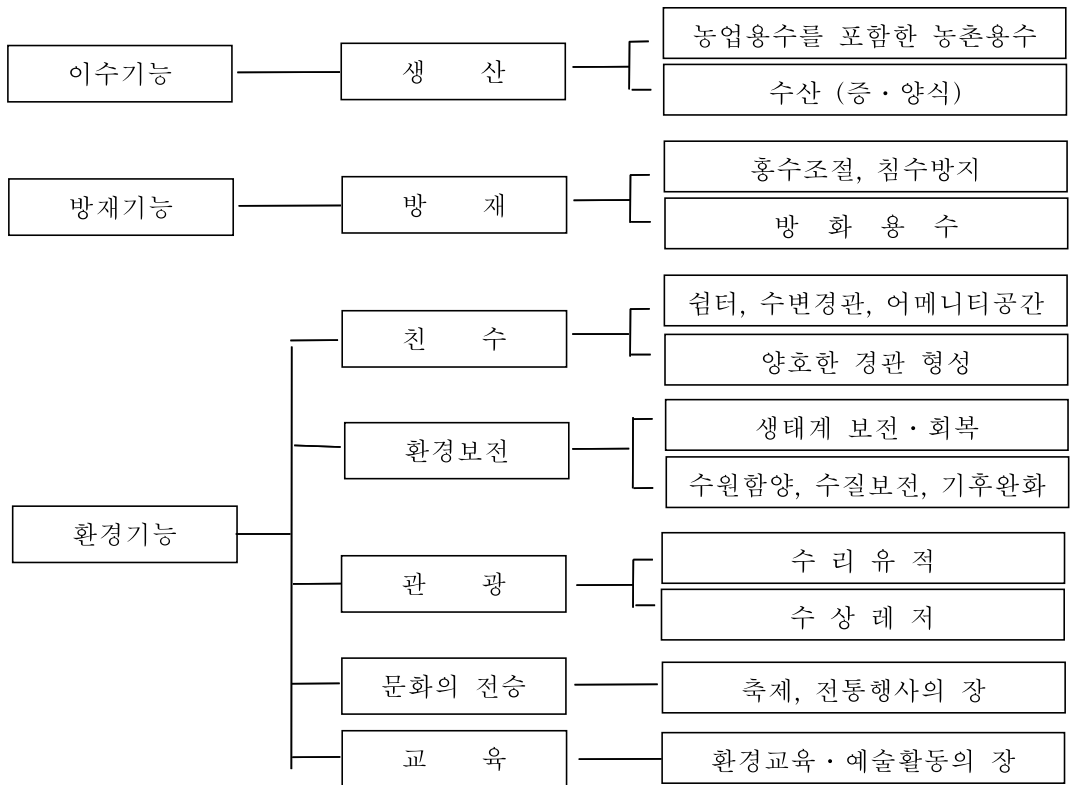 이수기능
생 산
농업용수를 포함한 농촌용수
수산 (증·양식)
방재기능
방 재
홍수조절, 침수방지
방 화 용 수
환경기능
친 수
쉼터, 수변경관, 어메니티공간
양호한 경관 형성
환경보전
생태계 보전·회복
수원함양, 수질보전, 기후완화
관 광
수 리 유 적
수 상 레 저
문화의 전승
축제, 전통행사의 장
교 육
환경교육·예술활동의 장